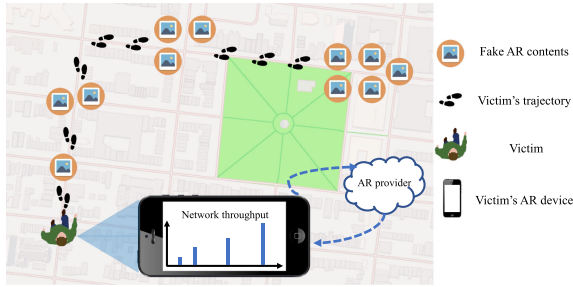 Fake AR contents
Victim's trajectory
AR provider
Victim
Network throughput
Victim's AR device